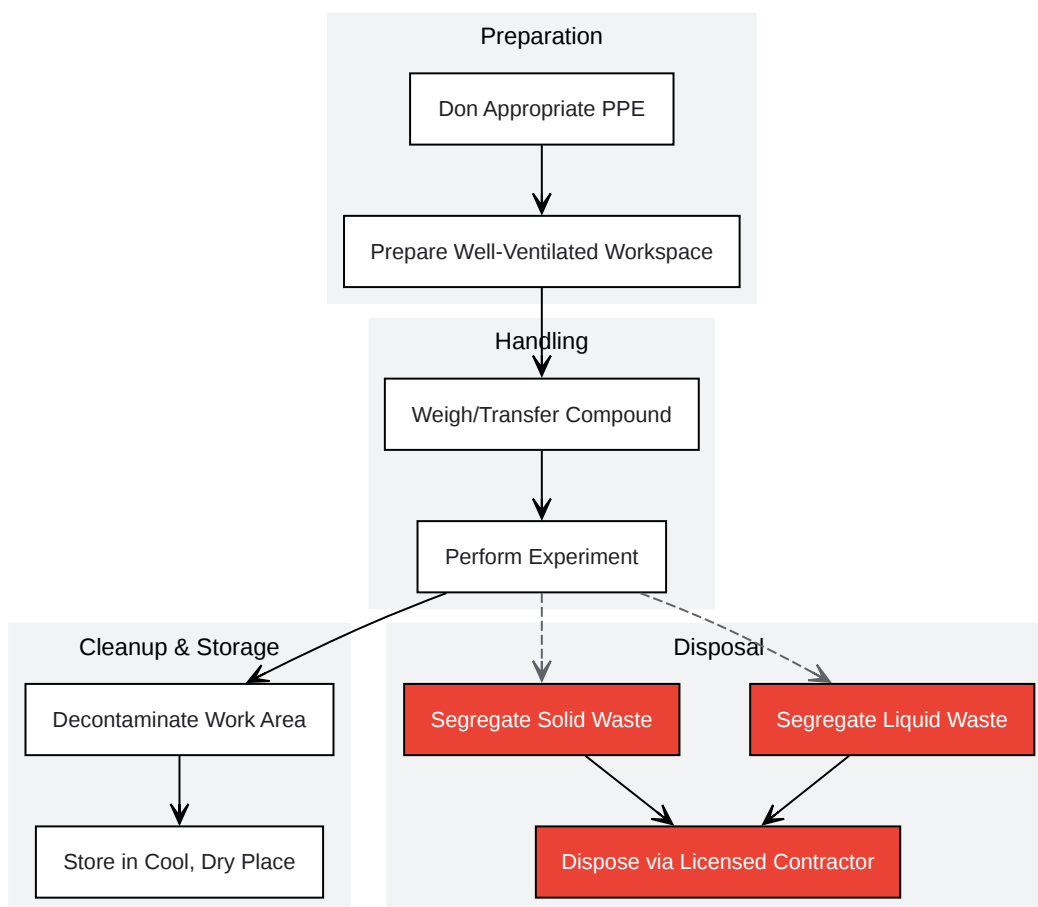 Preparation
Don Appropriate PPE
Prepare Well-Ventilated Workspace
Handling
Weigh/Transfer Compound
Perform Experiment
Cleanup & Storage
Disposal
Decontaminate Work Area
Segregate Solid Waste
Segregate Liquid Waste
Store in Cool, Dry Place
Dispose via Licensed Contractor